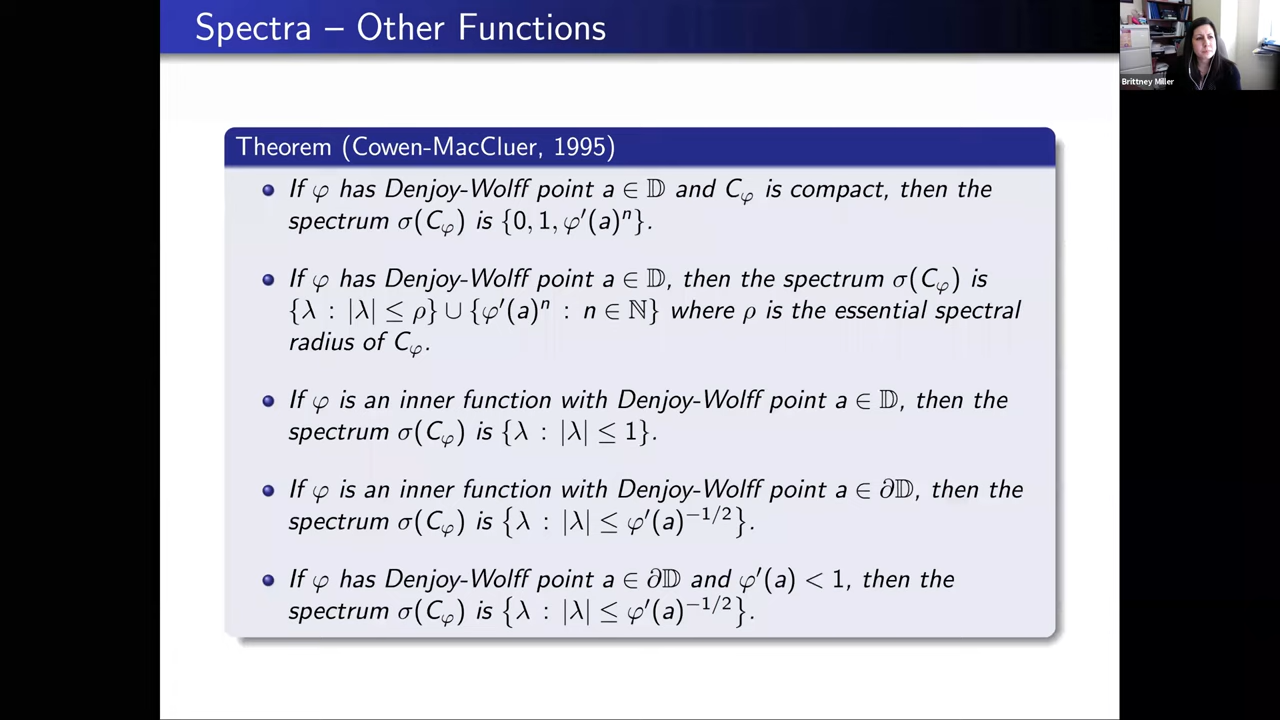 Spectra – Other Functions
Brittney Miller
Theorem (Cowen-MacCluer, 1995)
If φ has Denjoy-Wolff point a ∈ 𝔻 and C_φ is compact, then the
spectrum σ(C_φ) is {0, 1, φ′(a)ⁿ}.
If φ has Denjoy-Wolff point a ∈ 𝔻, then the spectrum σ(C_φ) is
{λ : |λ| ≤ ρ} ∪ {φ′(a)ⁿ : n ∈ ℕ} where ρ is the essential spectral
radius of C_φ.
If φ is an inner function with Denjoy-Wolff point a ∈ 𝔻, then the
spectrum σ(C_φ) is {λ : |λ| ≤ 1}.
If φ is an inner function with Denjoy-Wolff point a ∈ ∂𝔻, then the
spectrum σ(C_φ) is {λ : |λ| ≤ φ′(a)^{-1/2}}.
If φ has Denjoy-Wolff point a ∈ ∂𝔻 and φ′(a) < 1, then the
spectrum σ(C_φ) is {λ : |λ| ≤ φ′(a)^{-1/2}}.